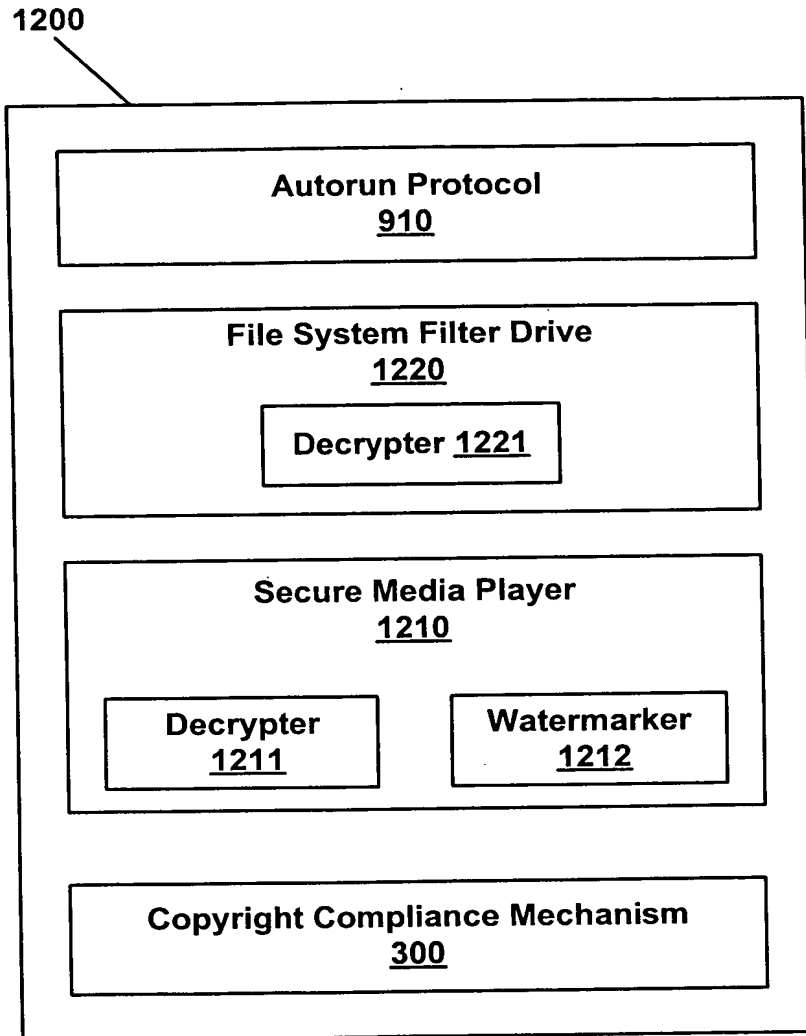 1200
Autorun Protocol
910
File System Filter Drive
1220
Decrypter 1221
Secure Media Player
1210
Decrypter
1211
Watermarker
1212
Copyright Compliance Mechanism
300